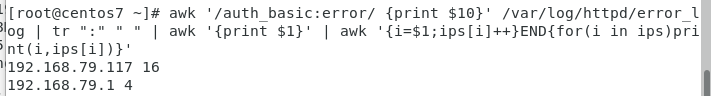 [root@centos7 ~]# awk '/auth_basic:error/ {print $10}' /var/log/httpd/error_l
og | tr ":" " " | awk '{print $1}' | awk '{i=$1;ips[i]++}END{for(i in ips)pri
nt(i,ips[i])}'
192.168.79.117 16
192.168.79.1 4